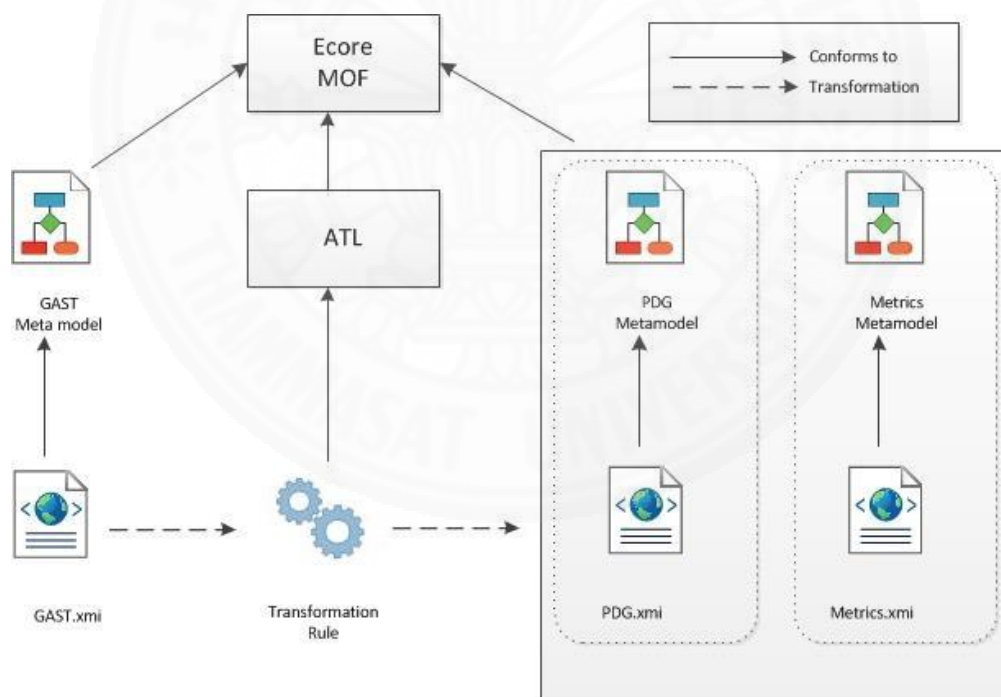 Ecore
MOF
Conforms to
Transformation
ATL
GAST
Meta model
PDG
Metamodel
Metrics
Metamodel
GAST.xmi
Transformation
Rule
PDG.xmi
Metrics.xmi
UNIVERSITY